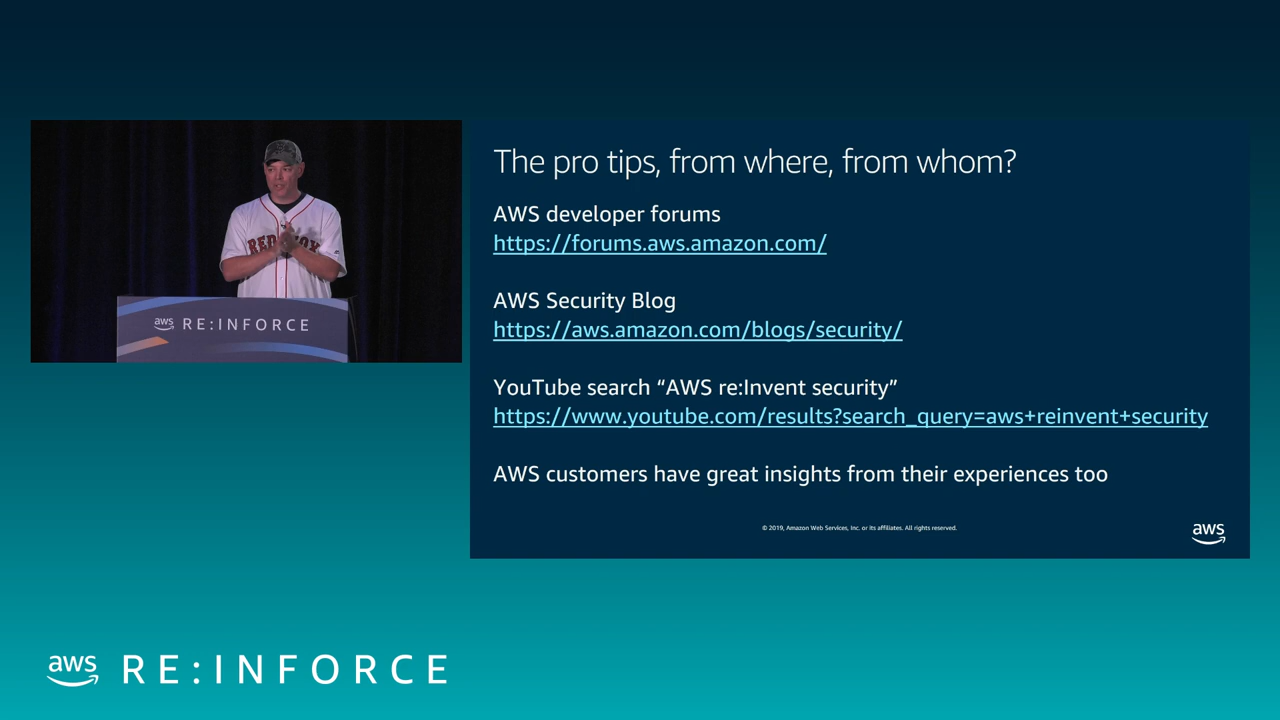 The pro tips, from where, from whom?
AWS developer forums
https://forums.aws.amazon.com/
AWS Security Blog
https://aws.amazon.com/blogs/security/
YouTube search “AWS re:Invent security”
https://www.youtube.com/results?search_query=aws+reinvent+security
AWS customers have great insights from their experiences too
© 2019, Amazon Web Services, Inc. or its affiliates. All rights reserved.
aws
RED SOX
aws RE:INFORCE
aws RE:INFORCE